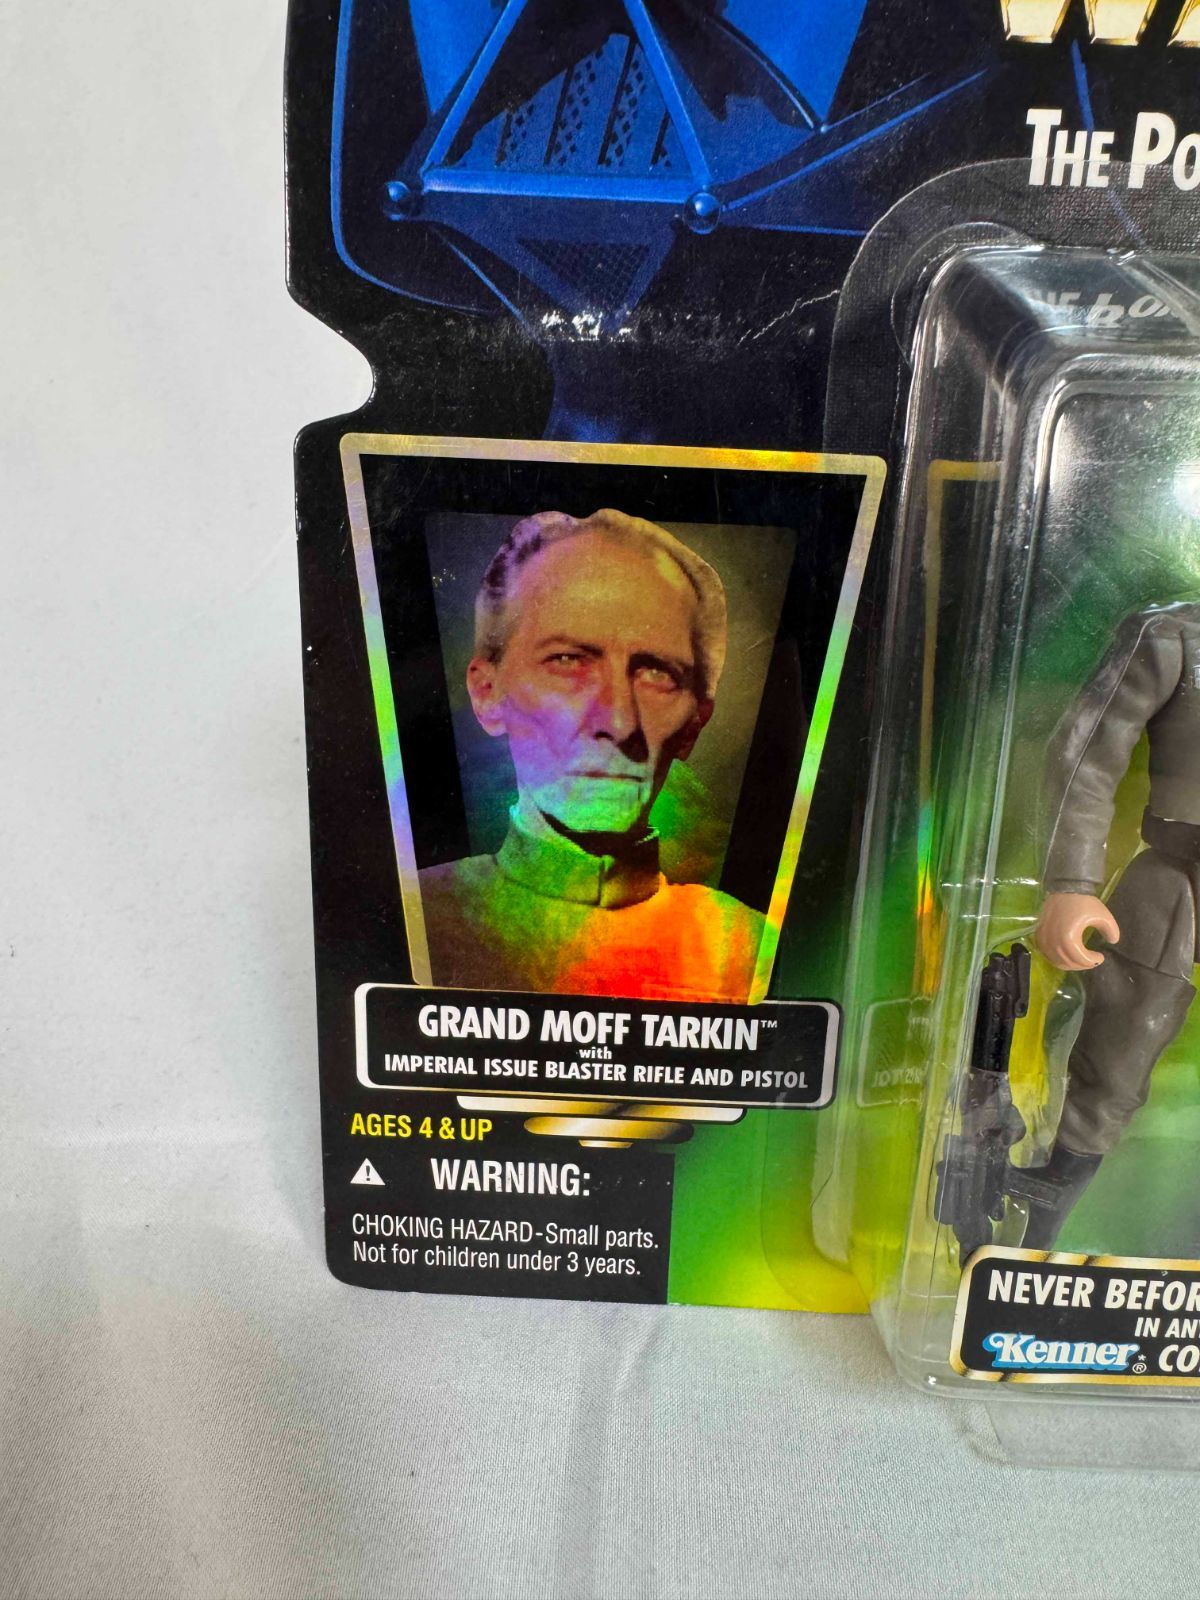 THE PO
GRAND MOFF TARKIN™
with
IMPERIAL ISSUE BLASTER RIFLE AND PISTOL
AGES 4 & UP
WARNING:
CHOKING HAZARD-Small parts.
Not for children under 3 years.
NEVER BEFOR
IN AN
Kenner® CO